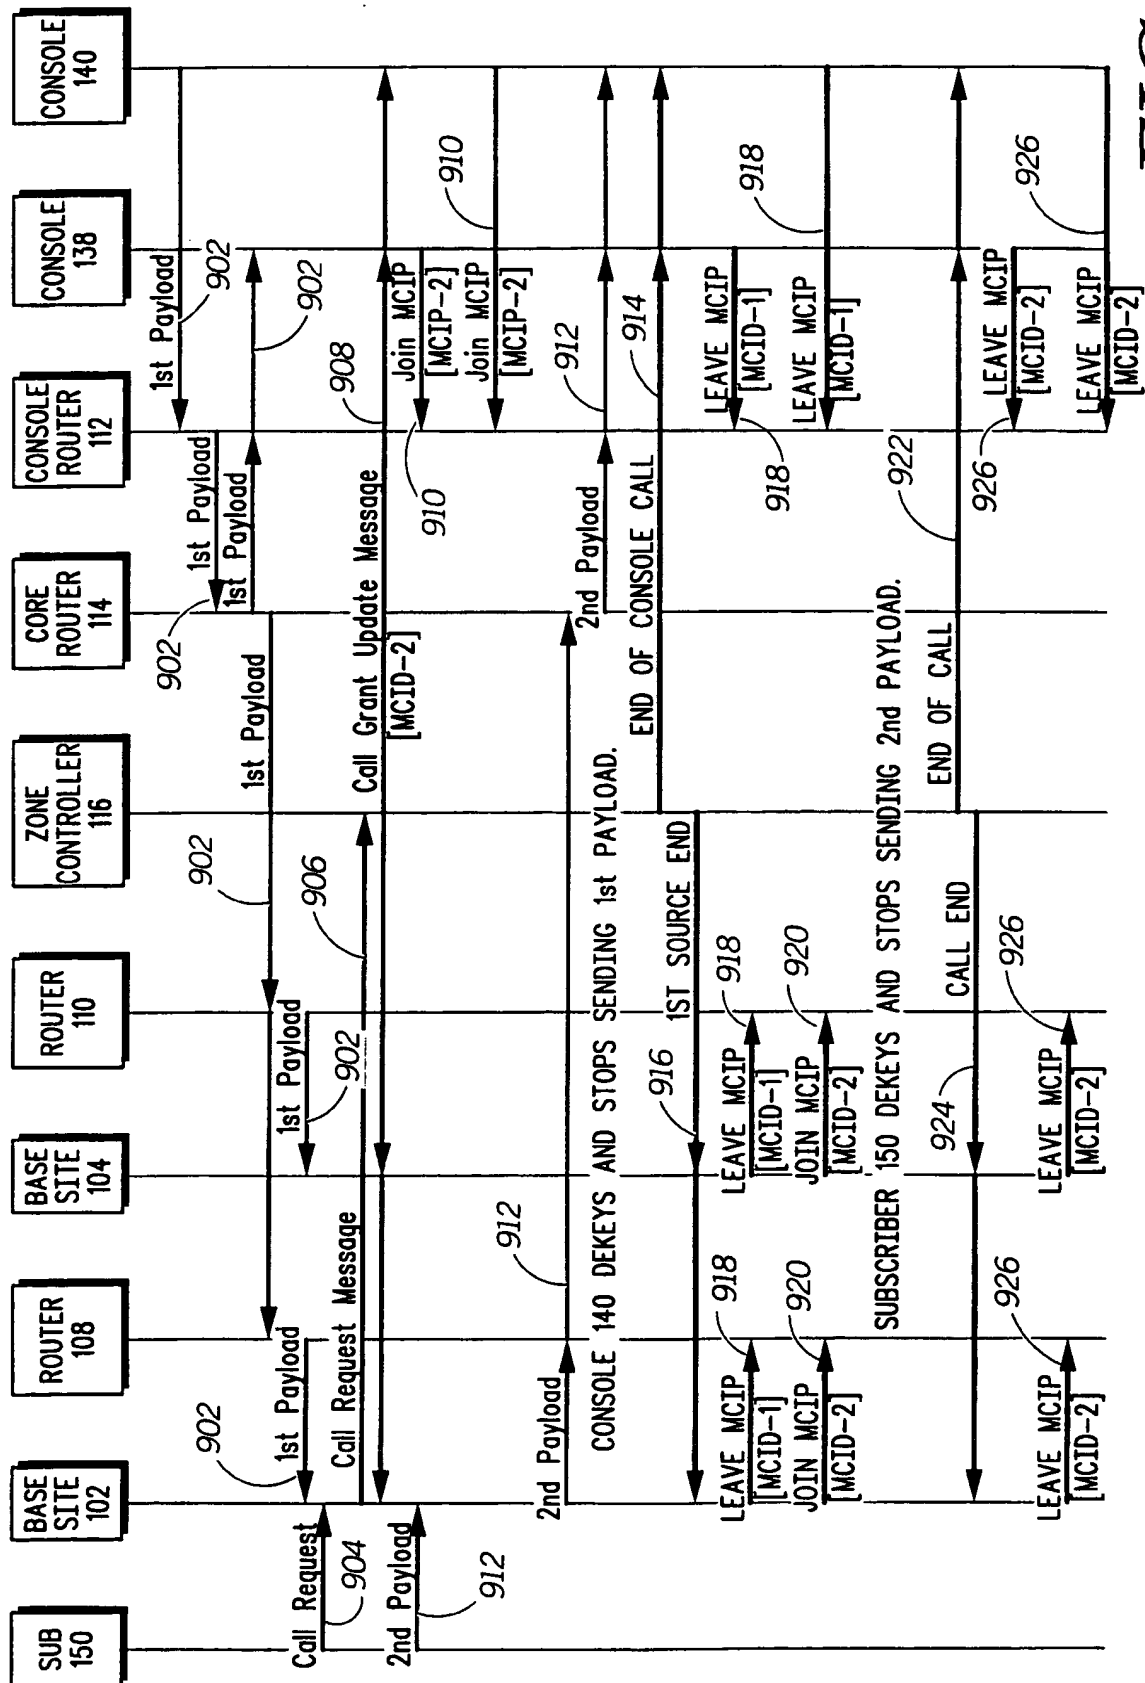 SUB
150
BASE
SITE
102
ROUTER
108
BASE
SITE
104
ROUTER
110
ZONE
CONTROLLER
116
CORE
ROUTER
114
CONSOLE
ROUTER
112
CONSOLE
138
CONSOLE
140
1st Payload
902
902
1st Payload
902
1st Payload
1st Payload
902
1st Payload
902
1st Payload
902
Call Request
904
Call Request Message
906
Call Grant Update Message
[MCID-2]
908
2nd Payload
912
Join MCIP
[MCIP-2]
910
Join MCIP
[MCIP-2]
910
2nd Payload
912
2nd Payload
912
CONSOLE 140 DEKEYS AND STOPS SENDING 1st PAYLOAD.
END OF CONSOLE CALL
914
1ST SOURCE END
916
LEAVE MCIP
[MCID-1]
918
LEAVE MCIP
[MCID-1]
918
LEAVE MCIP
[MCID-1]
918
LEAVE MCIP
[MCID-1]
918
JOIN MCIP
[MCID-2]
920
JOIN MCIP
[MCID-2]
920
SUBSCRIBER 150 DEKEYS AND STOPS SENDING 2nd PAYLOAD.
END OF CALL
922
CALL END
924
LEAVE MCIP
[MCID-2]
926
LEAVE MCIP
[MCID-2]
926
LEAVE MCIP
[MCID-2]
926
LEAVE MCIP
[MCID-2]
926